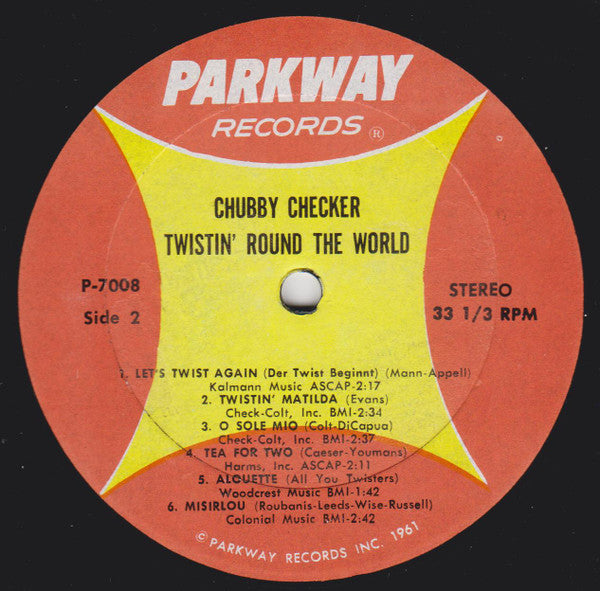 PARKWAY
RECORDS ®
CHUBBY CHECKER
TWISTIN' ROUND THE WORLD
P-7008
Side 2
STEREO
33 1/3 RPM
1. LET'S TWIST AGAIN (Der Twist Beginnt) (Mann-Appell)
Kalmann Music ASCAP-2:17
2. TWISTIN' MATILDA (Evans)
Check-Colt, Inc. BMI-2:34
3. O SOLE MIO (Colt-DiCapua)
Check-Colt, Inc. BMI-2:37
4. TEA FOR TWO (Caeser-Youmans)
Harms, Inc. ASCAP-2:11
5. ALOUETTE (All You Twisters)
Woodcrest Music BMI-1:42
6. MISIRLOU (Roubanis-Leeds-Wise-Russell)
Colonial Music BMI-2:42
© PARKWAY RECORDS INC. 1961